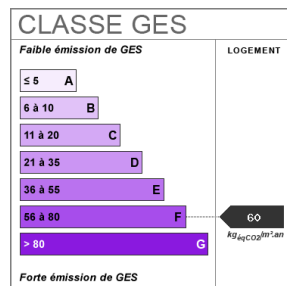 CLASSE GES
Faible émission de GES
LOGEMENT
≤ 5 A
6 à 10 B
11 à 20 C
21 à 35 D
36 à 55 E
56 à 80 F
60
kgéqCO2/m².an
> 80 G
Forte émission de GES